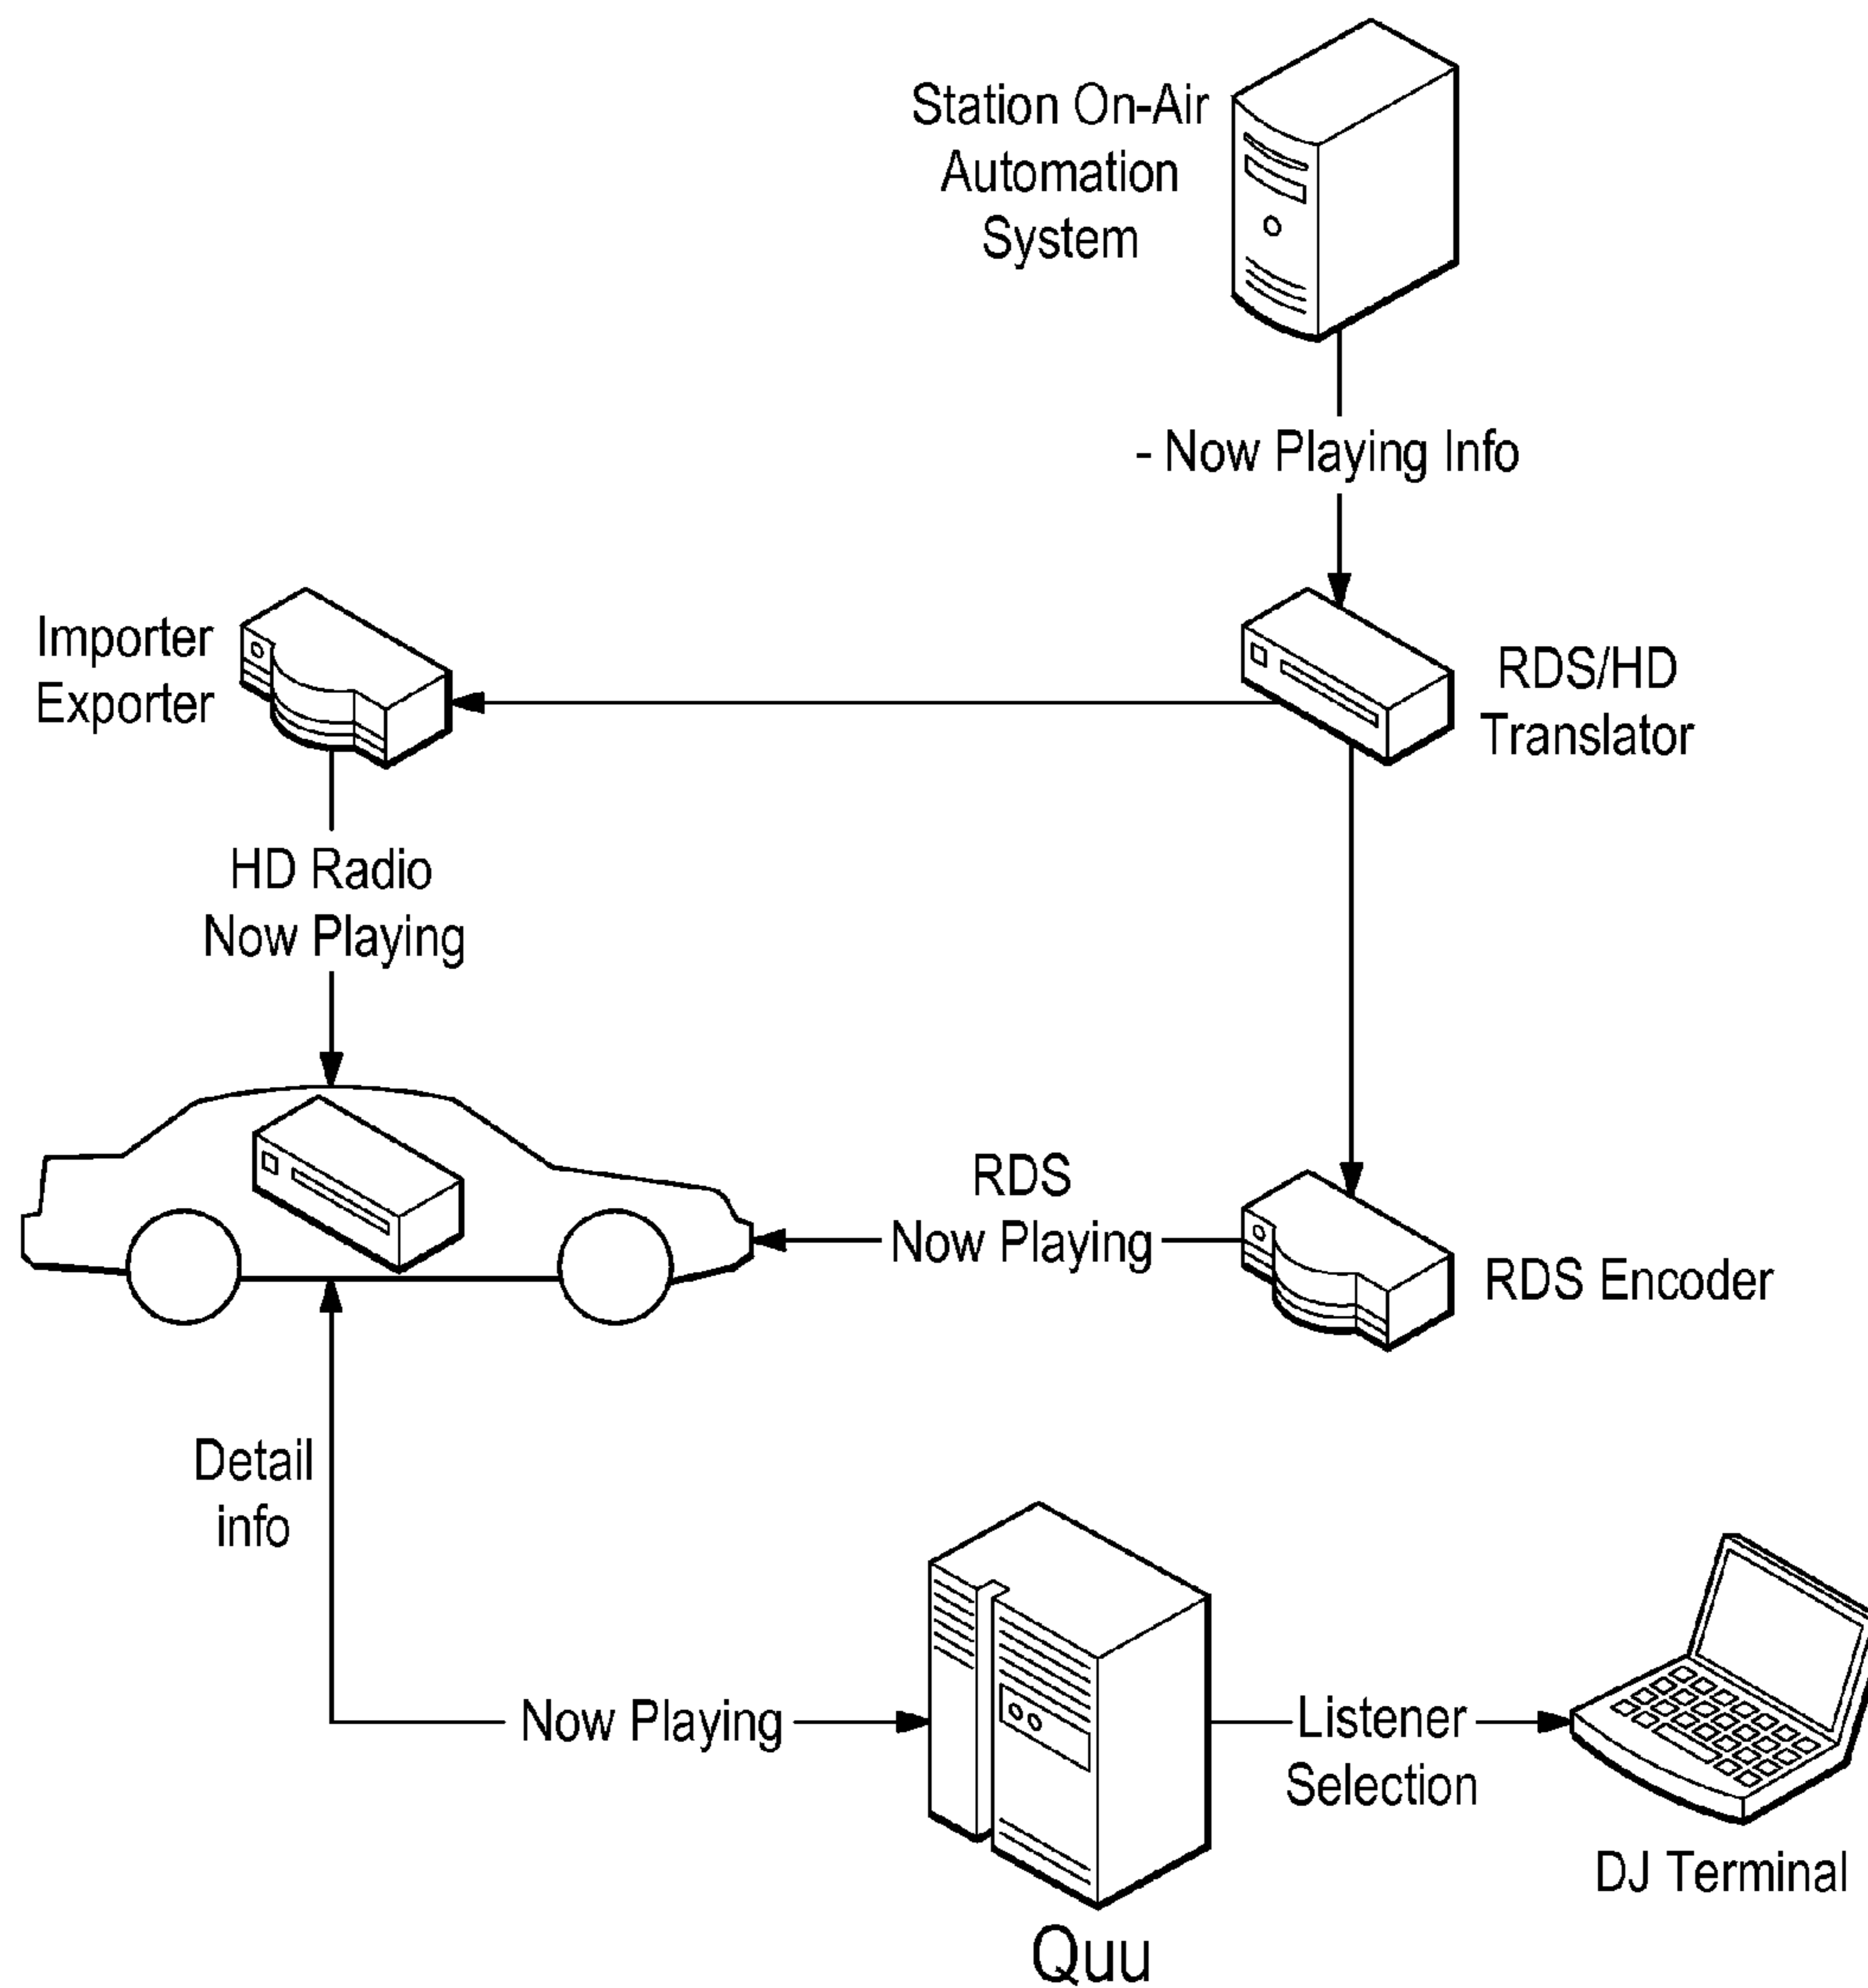 Station On-Air
Automation
System
- Now Playing Info
Importer
Exporter
RDS/HD
Translator
HD Radio
Now Playing
RDS
Now Playing
RDS Encoder
Detail
info
Now Playing
Listener
Selection
DJ Terminal
Quu